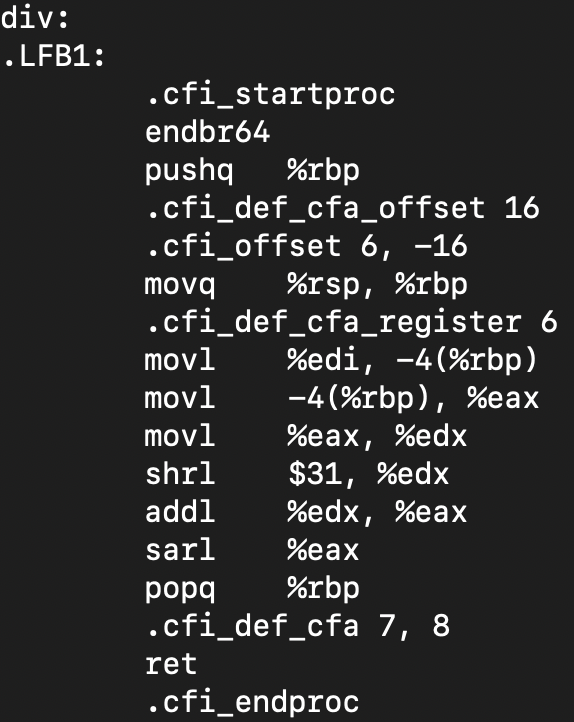 div:
.LFB1:
.cfi_startproc
endbr64
pushq %rbp
.cfi_def_cfa_offset 16
.cfi_offset 6, -16
movq %rsp, %rbp
.cfi_def_cfa_register 6
movl %edi, -4(%rbp)
movl -4(%rbp), %eax
movl %eax, %edx
shrl $31, %edx
addl %edx, %eax
sarl %eax
popq %rbp
.cfi_def_cfa 7, 8
ret
.cfi_endproc